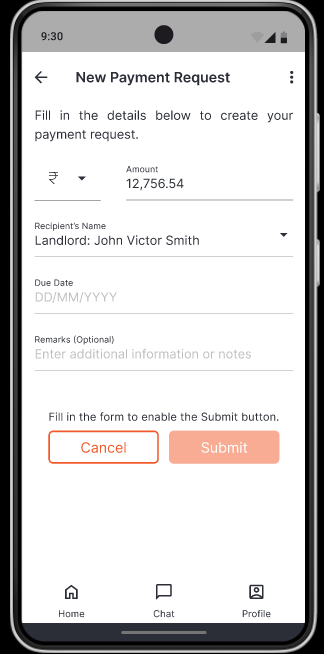 9:30
New Payment Request
Fill in the details below to create your
payment request.
₹
Amount
12,756.54
Recipient's Name
Landlord: John Victor Smith
Due Date
DD/MM/YYYY
Remarks (Optional)
Enter additional information or notes
Fill in the form to enable the Submit button.
Cancel
Submit
Home
Chat
Profile